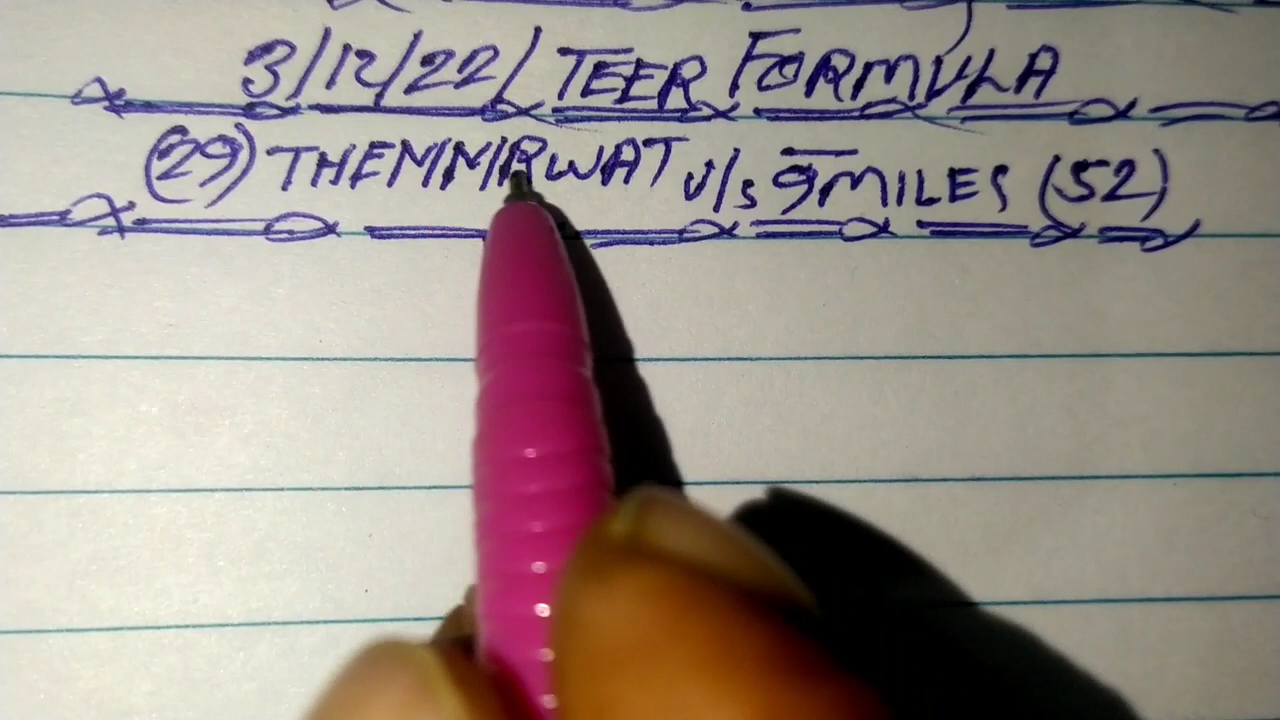 3/12/22/ TEER FORMULA
(29) THEMMIRWAT V/s 9MILES (52)